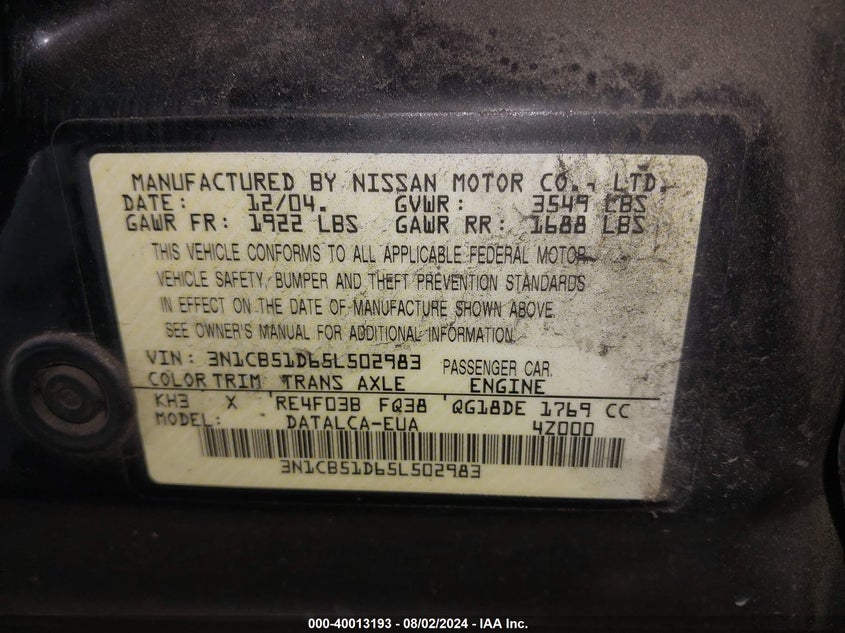 MANUFACTURED BY NISSAN MOTOR CO., LTD.
DATE: 12/04. GVWR: 3549 LBS
GAWR FR: 1922 LBS GAWR RR: 1688 LBS
THIS VEHICLE CONFORMS TO ALL APPLICABLE FEDERAL MOTOR
VEHICLE SAFETY, BUMPER AND THEFT PREVENTION STANDARDS
IN EFFECT ON THE DATE OF MANUFACTURE SHOWN ABOVE.
SEE OWNER'S MANUAL FOR ADDITIONAL INFORMATION.
VIN: 3N1CB51D65L502983 PASSENGER CAR
COLOR TRIM TRANS AXLE ENGINE
KH3 X RE4F03B FQ38 QG18DE 1769 CC
MODEL: DATALCA-EUA 4Z000
3N1CB51D65L502983
000-40013193 - 08/02/2024 - IAA Inc.